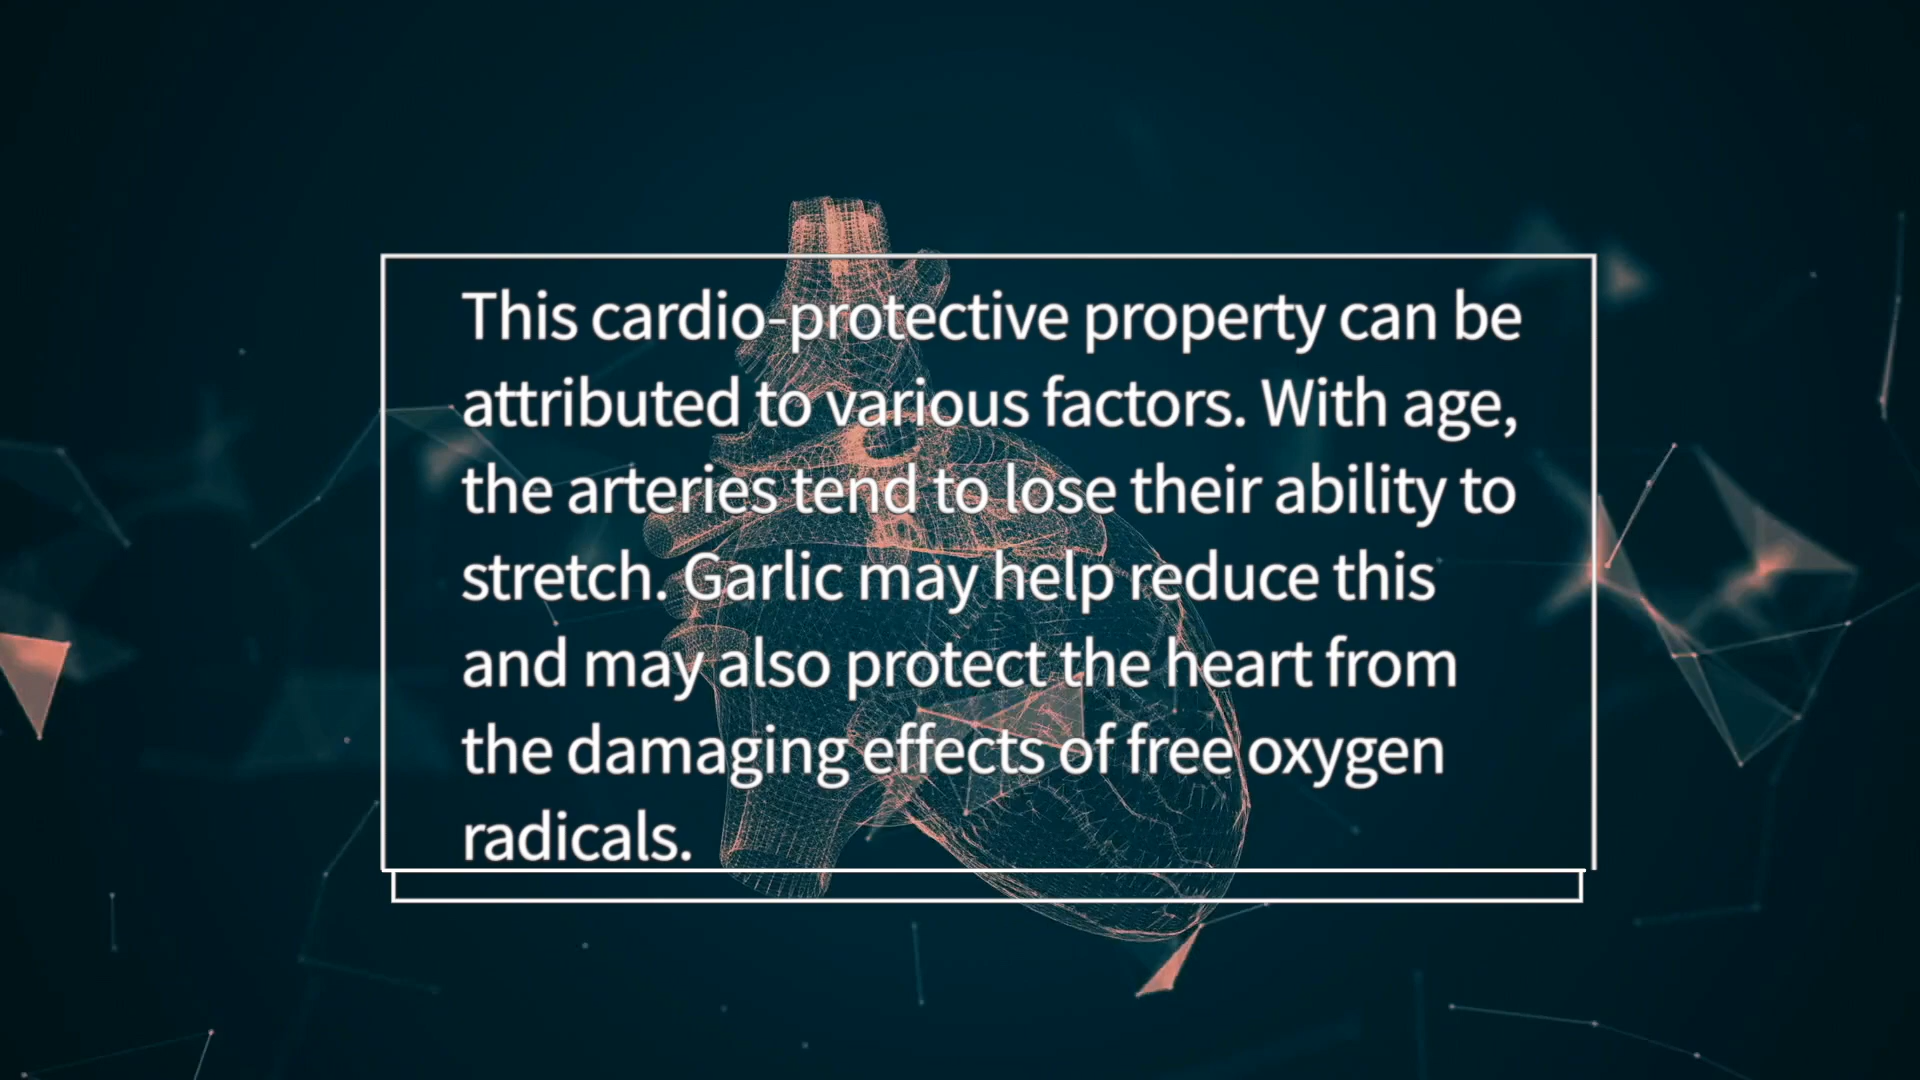 This cardio-protective property can be
attributed to various factors. With age,
the arteries tend to lose their ability to
stretch. Garlic may help reduce this
and may also protect the heart from
the damaging effects of free oxygen
radicals.